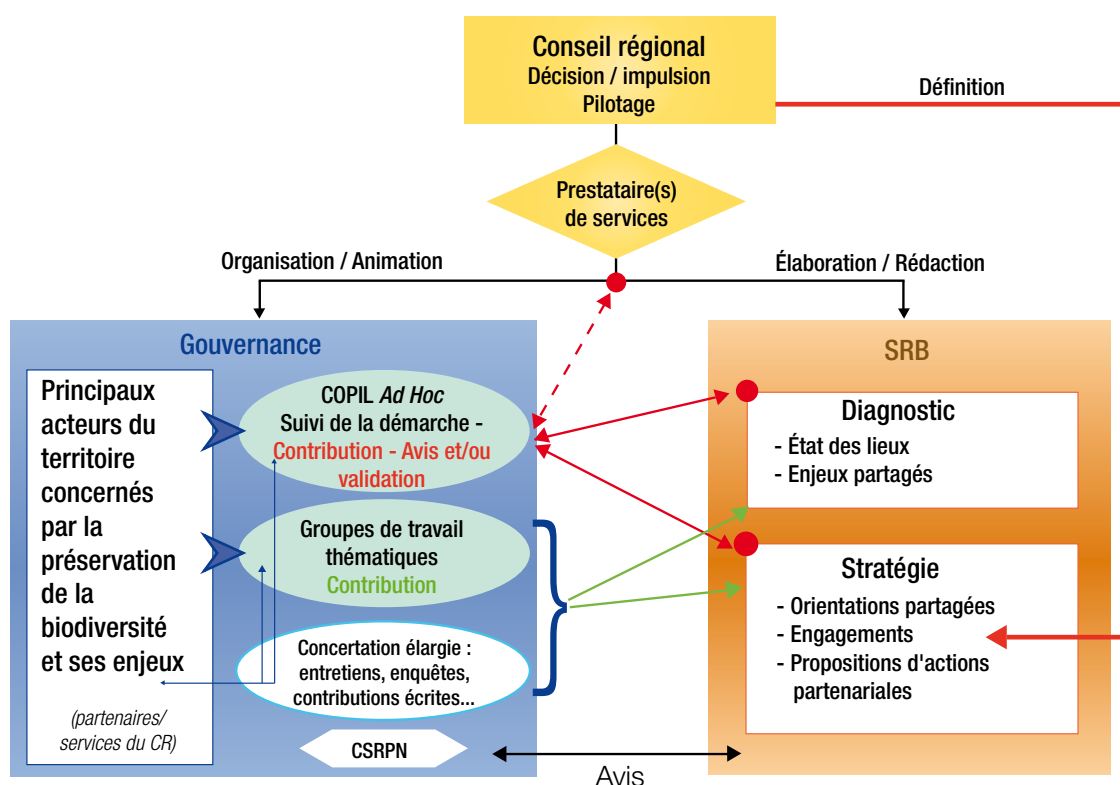 Conseil régional
Décision / impulsion
Pilotage
Définition
Prestataire(s)
de services
Organisation / Animation
Élaboration / Rédaction
Gouvernance
Principaux
acteurs du
territoire
concernés
par la
préservation
de la
biodiversité
et ses enjeux
(partenaires/
services du CR)
COPIL Ad Hoc
Suivi de la démarche -
Contribution - Avis et/ou
validation
Groupes de travail
thématiques
Contribution
Concertation élargie :
entretiens, enquêtes,
contributions écrites...
CSRPN
Avis
SRB
Diagnostic
- État des lieux
- Enjeux partagés
Stratégie
- Orientations partagées
- Engagements
- Propositions d'actions
partenariales